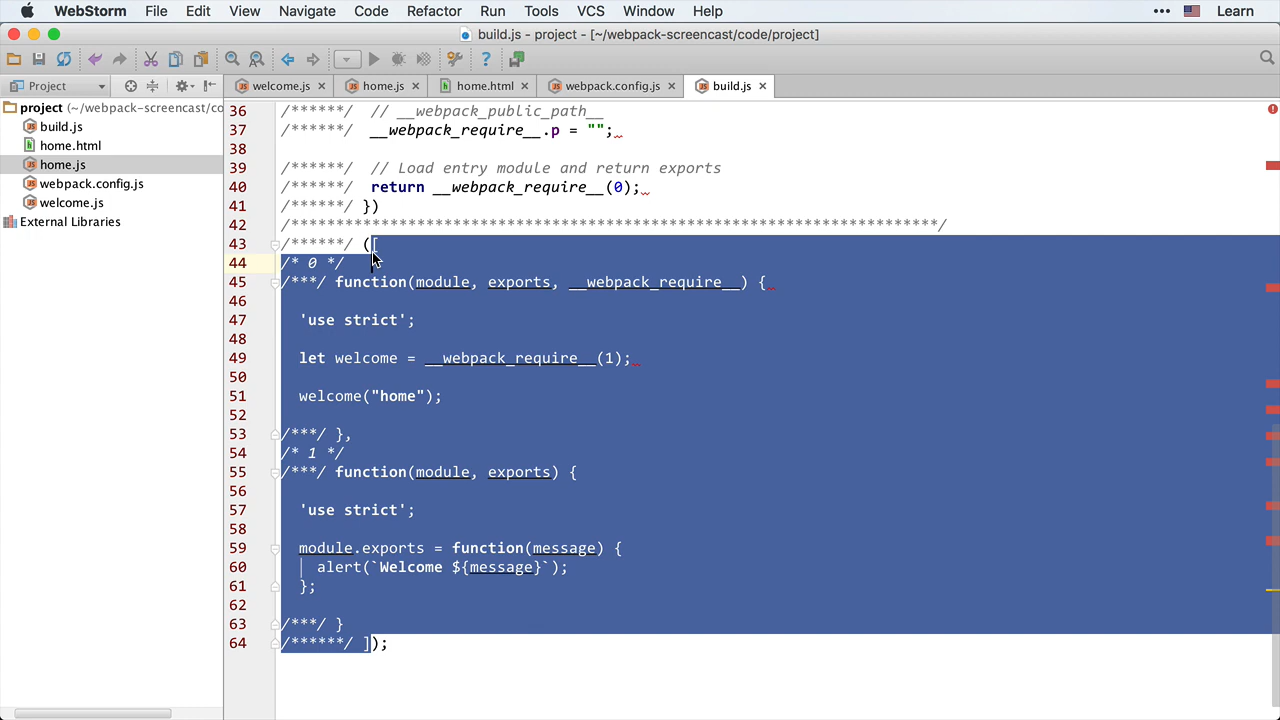 WebStorm File Edit View Navigate Code Refactor Run Tools VCS Window Help Learn
build.js - project - [~/webpack-screencast/code/project]
Project welcome.js home.js home.html webpack.config.js build.js
project (~/webpack-screencast/co
build.js
home.html
home.js
webpack.config.js
welcome.js
External Libraries
36 /******/ // __webpack_public_path__
37 /******/ __webpack_require__.p = "";
38
39 /******/ // Load entry module and return exports
40 /******/ return __webpack_require__(0);
41 /******/ })
42 /************************************************************************/
43 /******/ ([
44 /* 0 */
45 /***/ function(module, exports, __webpack_require__) {
46
47 'use strict';
48
49 let welcome = __webpack_require__(1);
50
51 welcome("home");
52
53 /***/ },
54 /* 1 */
55 /***/ function(module, exports) {
56
57 'use strict';
58
59 module.exports = function(message) {
60 alert(`Welcome ${message}`);
61 };
62
63 /***/ }
64 /******/ ]);